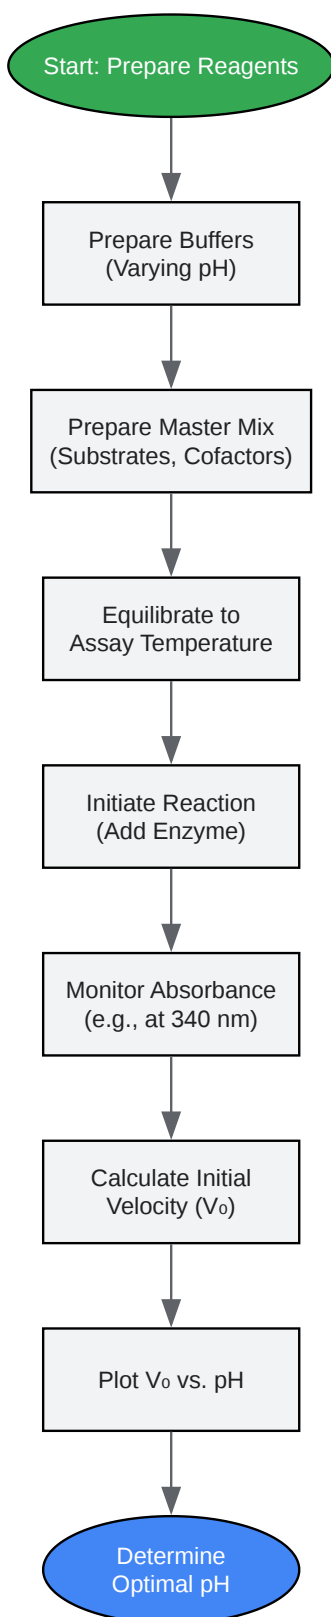 Start: Prepare Reagents
Prepare Buffers
(Varying pH)
Prepare Master Mix
(Substrates, Cofactors)
Equilibrate to
Assay Temperature
Initiate Reaction
(Add Enzyme)
Monitor Absorbance
(e.g., at 340 nm)
Calculate Initial
Velocity (V₀)
Plot V₀ vs. pH
Determine
Optimal pH